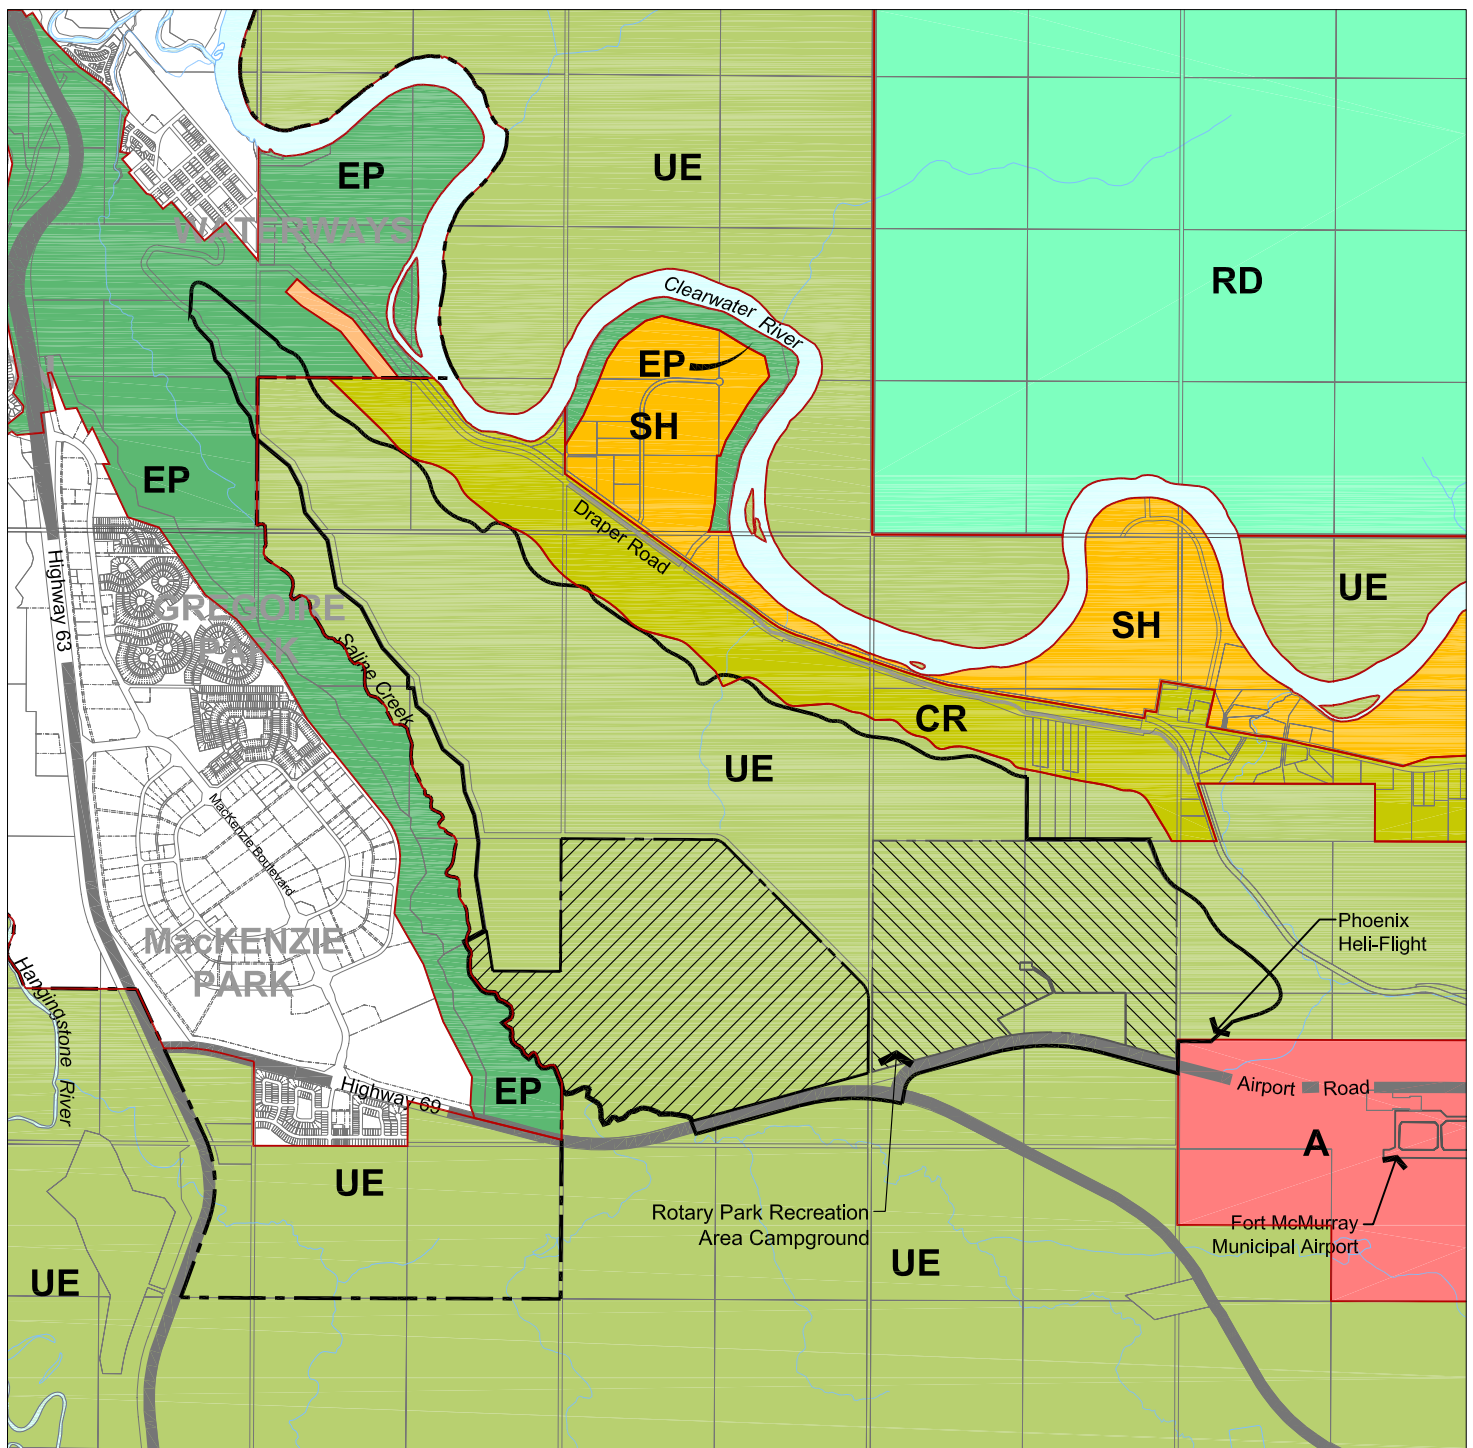 EP
UE
WATERWAYS
RD
Clearwater River
EP
SH
EP
Draper Road
Highway 63
GREGOIRE
PARK
UE
SH
Saline Creek
CR
UE
MacKenzie Boulevard
Phoenix
Heli-Flight
MacKENZIE
PARK
Hangingstone River
Highway 69
EP
Airport Road
A
UE
Rotary Park Recreation
Area Campground
Fort McMurray
Municipal Airport
UE
UE